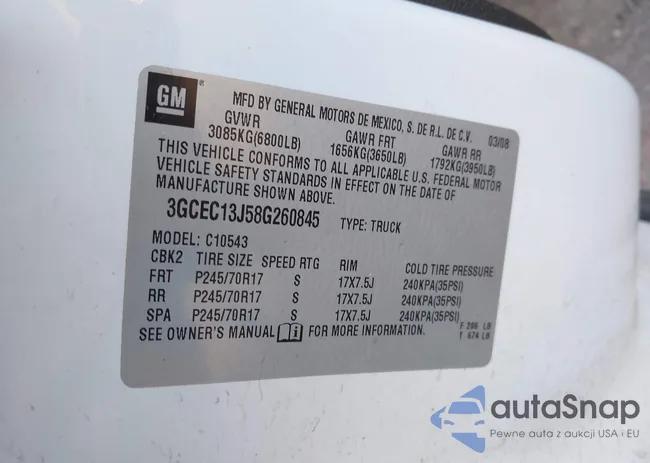 GM
MFD BY GENERAL MOTORS DE MEXICO, S. DE R.L. DE C.V. 03/08
GVWR GAWR FRT GAWR RR
3085KG(6800LB) 1656KG(3650LB) 1792KG(3950LB)
THIS VEHICLE CONFORMS TO ALL APPLICABLE U.S. FEDERAL MOTOR
VEHICLE SAFETY STANDARDS IN EFFECT ON THE DATE OF
MANUFACTURE SHOWN ABOVE.
3GCEC13J58G260845 TYPE: TRUCK
MODEL: C10543
CBK2 TIRE SIZE SPEED RTG RIM COLD TIRE PRESSURE
FRT P245/70R17 S 17X7.5J 240KPA(35PSI)
RR P245/70R17 S 17X7.5J 240KPA(35PSI)
SPA P245/70R17 S 17X7.5J 240KPA(35PSI)
SEE OWNER'S MANUAL FOR MORE INFORMATION.
F 206 LB
T 674 LB
autaSnap
Pewne auta z aukcji USA i EU